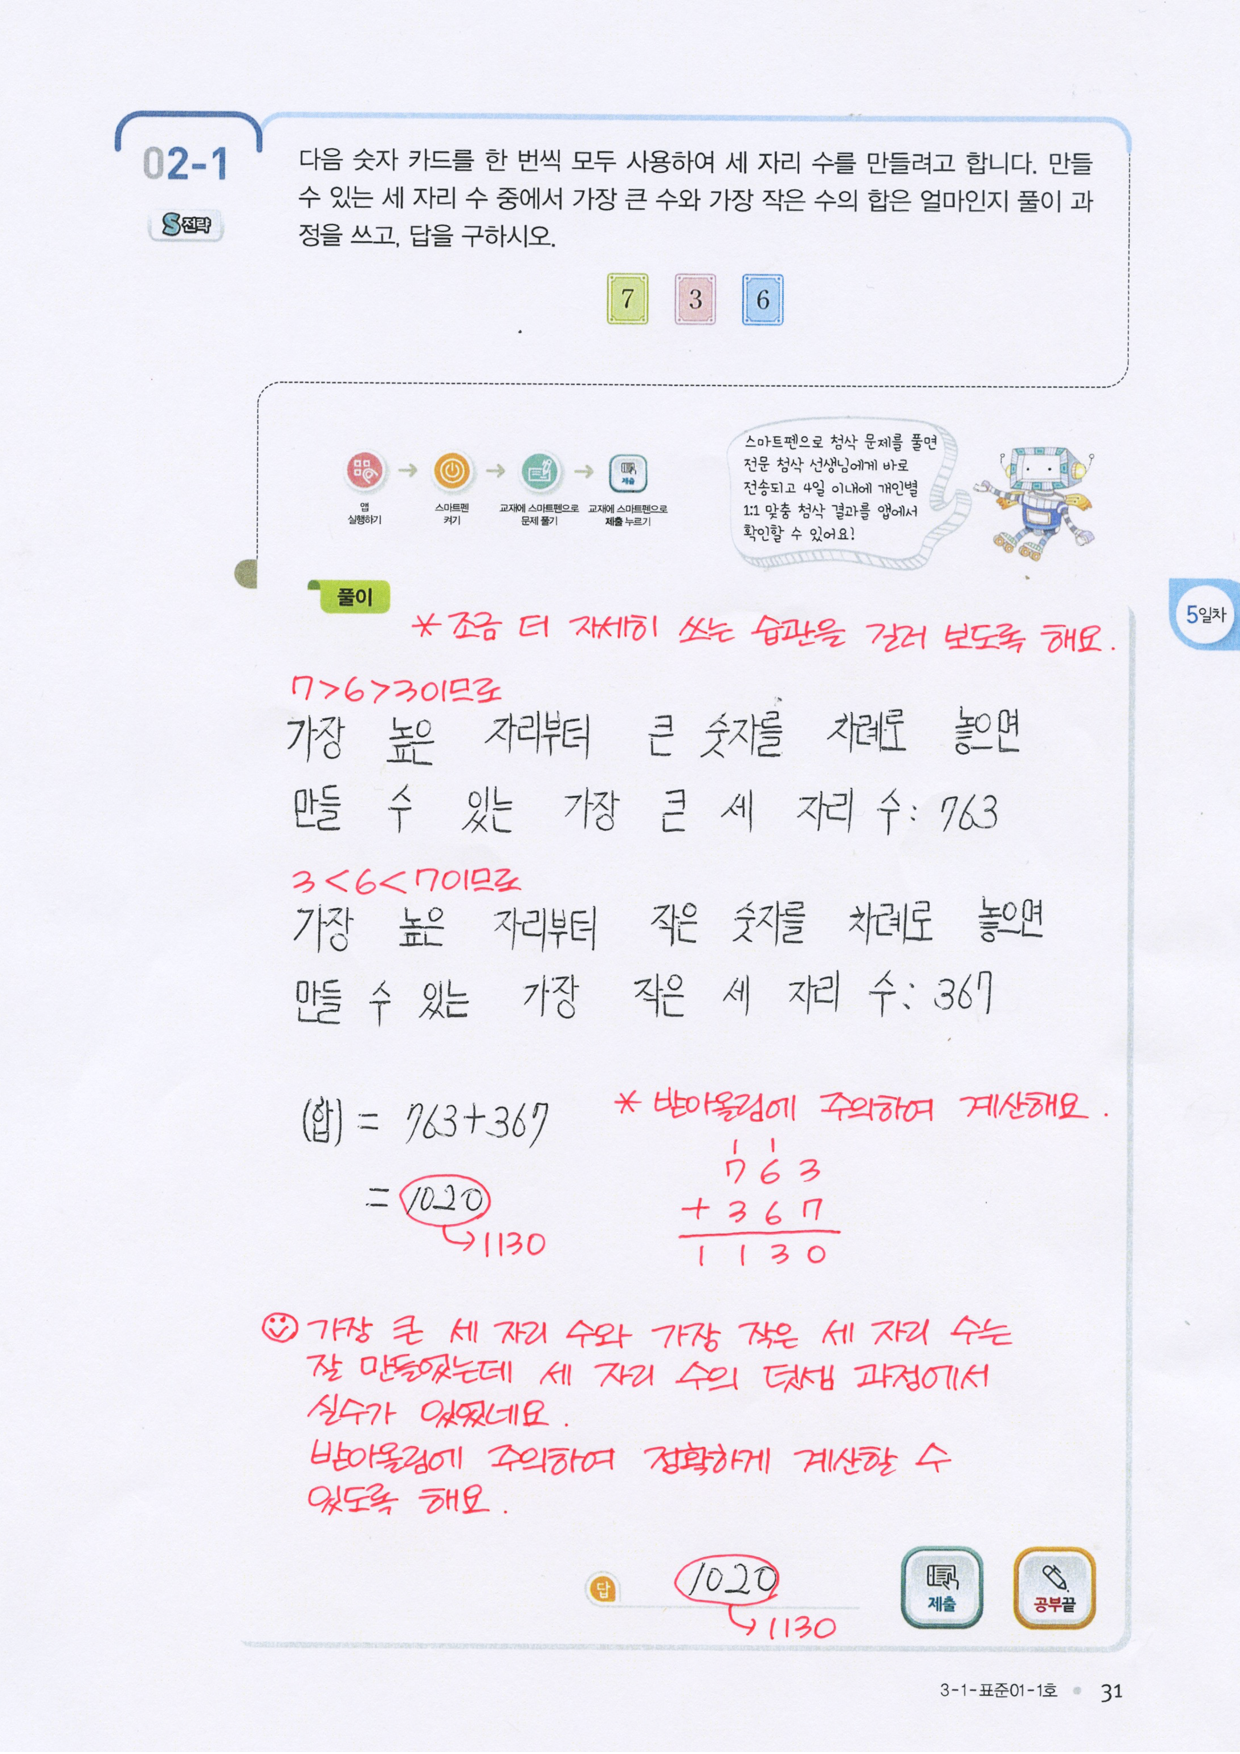 02-1
S전략
다음 숫자 카드를 한 번씩 모두 사용하여 세 자리 수를 만들려고 합니다. 만들
수 있는 세 자리 수 중에서 가장 큰 수와 가장 작은 수의 합은 얼마인지 풀이 과
정을 쓰고, 답을 구하시오.
7 3 6
스마트펜으로 첨삭 문제를 풀면
전문 첨삭 선생님에게 바로
전송되고 4일 이내에 개인별
1:1 맞춤 첨삭 결과를 앱에서
확인할 수 있어요!
제출
앱
실행하기
스마트펜
켜기
교재에 스마트펜으로
문제 풀기
교재에 스마트펜으로
제출 누르기
5일차
풀이
* 조금 더 자세히 쓰는 습관을 길러 보도록 해요.
7>6>3이므로
가장 높은 자리부터 큰 숫자를 차례로 놓으면
만들 수 있는 가장 큰 세 자리 수: 763
3<6<7이므로
가장 높은 자리부터 작은 숫자를 차례로 놓으면
만들 수 있는 가장 작은 세 자리 수: 367
(합) = 763+367
= 1020
→1130
* 받아올림에 주의하여 계산해요.
1 1
7 6 3
+ 3 6 7
1 1 3 0
가장 큰 세 자리 수와 가장 작은 세 자리 수는
잘 만들었는데 세 자리 수의 덧셈 과정에서
실수가 있었네요.
받아올림에 주의하여 정확하게 계산할 수
있도록 해요.
답 1020
→1130
제출
공부끝
3-1-표준01-1호 31